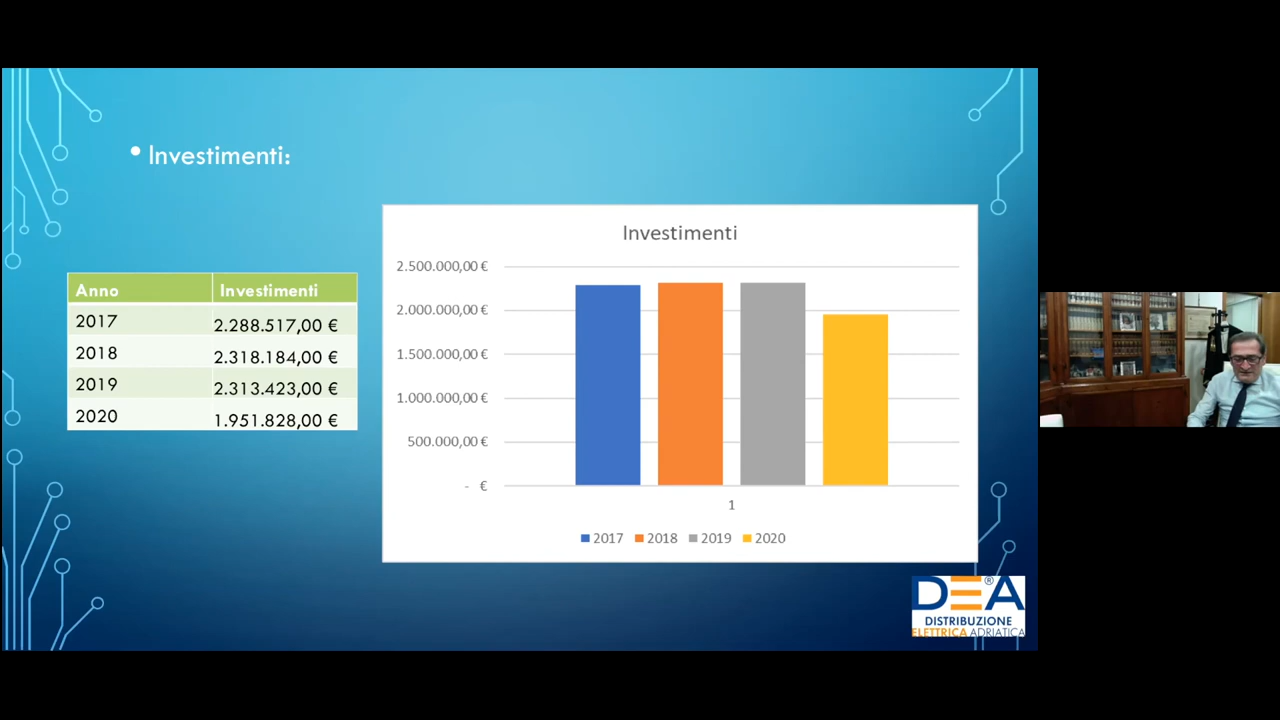 • Investimenti:
Anno Investimenti
2017 2.288.517,00 €
2018 2.318.184,00 €
2019 2.313.423,00 €
2020 1.951.828,00 €
Investimenti
2.500.000,00 €
2.000.000,00 €
1.500.000,00 €
1.000.000,00 €
500.000,00 €
- €
1
2017 2018 2019 2020
DEA®
DISTRIBUZIONE
ELETTRICA ADRIATICA